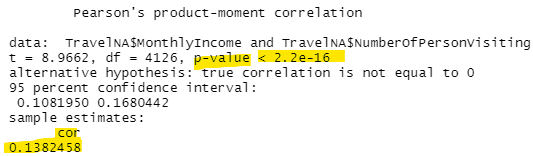 Pearson's product-moment correlation
data:  TravelNA$MonthlyIncome and TravelNA$NumberOfPersonVisiting
t = 8.9662, df = 4126, p-value < 2.2e-16
alternative hypothesis: true correlation is not equal to 0
95 percent confidence interval:
0.1081950 0.1680442
sample estimates:
cor
0.1382458